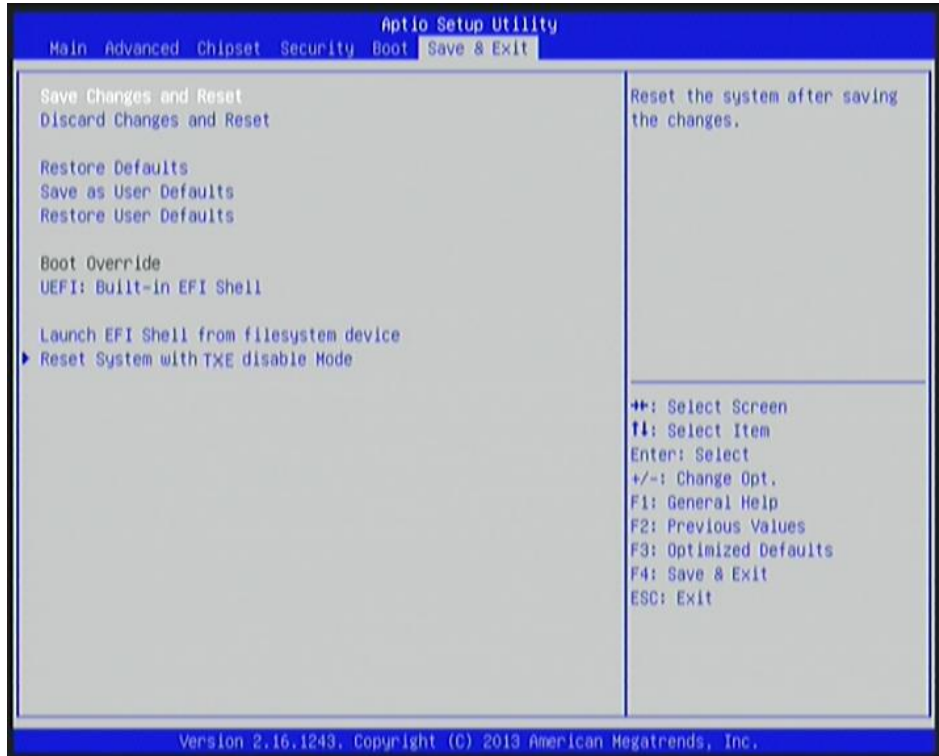 Aptio Setup Utility
Main Advanced Chipset Security Boot Save & Exit
Save Changes and Reset
Discard Changes and Reset
Restore Defaults
Save as User Defaults
Restore User Defaults
Boot Override
UEFI: Built-in EFI Shell
Launch EFI Shell from filesystem device
Reset System with TXE disable Mode
Reset the system after saving
the changes.
→←: Select Screen
↑↓: Select Item
Enter: Select
+/-: Change Opt.
F1: General Help
F2: Previous Values
F3: Optimized Defaults
F4: Save & Exit
ESC: Exit
Version 2.16.1243. Copyright (C) 2013 American Megatrends, Inc.